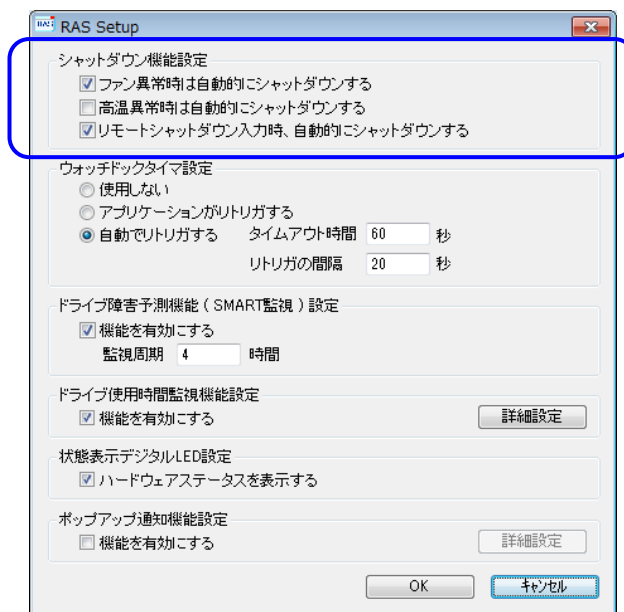 RAS Setup
シャットダウン機能設定
ファン異常時は自動的にシャットダウンする
高温異常時は自動的にシャットダウンする
リモートシャットダウン入力時、自動的にシャットダウンする
ウォッチドックタイマ設定
使用しない
アプリケーションがリトリガする
自動でリトリガする タイムアウト時間 60 秒
リトリガの間隔 20 秒
ドライブ障害予測機能(SMART監視)設定
機能を有効にする
監視周期 4 時間
ドライブ使用時間監視機能設定
機能を有効にする 詳細設定
状態表示デジタルLED設定
ハードウェアステータスを表示する
ポップアップ通知機能設定
機能を有効にする 詳細設定
OK キャンセル